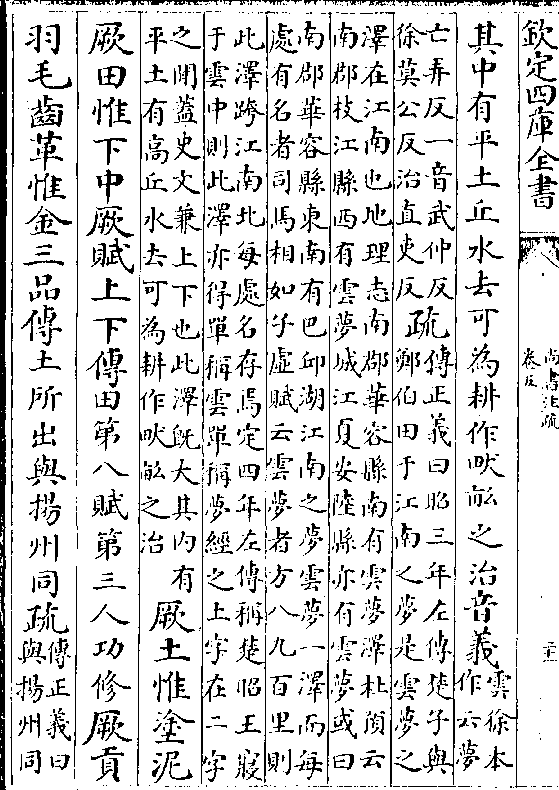 欽定四庫全書
尚書注疏
卷五
其中有平土丘水去可為耕作畎畝之治音義
雲徐本
作云夢
亡弄反一音武仲反
徐莫公反治直吏反
疏
傳正義曰昭三年左傳楚子與
鄭伯田于江南之夢是雲夢之
澤在江南也地理志南郡華容縣南有雲夢澤杜預云
南郡枝江縣西有雲夢城江夏安陸縣亦有雲夢或曰
南郡華容縣東南有巴邱湖江南之夢雲夢一澤而每
處有名者司馬相如子虛賦云雲夢者方八九百里則
此澤跨江南北每處名存焉定四年左傳稱楚昭王寢
于雲中則此澤亦得單稱雲單稱夢經之上字在二字
之閒蓋史文兼上下也此澤既大其內有
平土有高丘水去可為耕作畎畝之治
厥土惟塗泥
厥田惟下中厥賦上下傳田第八賦第三人功修厥貢
羽毛齒革惟金三品傳土所出與揚州同疏
傳正義曰
與揚州同